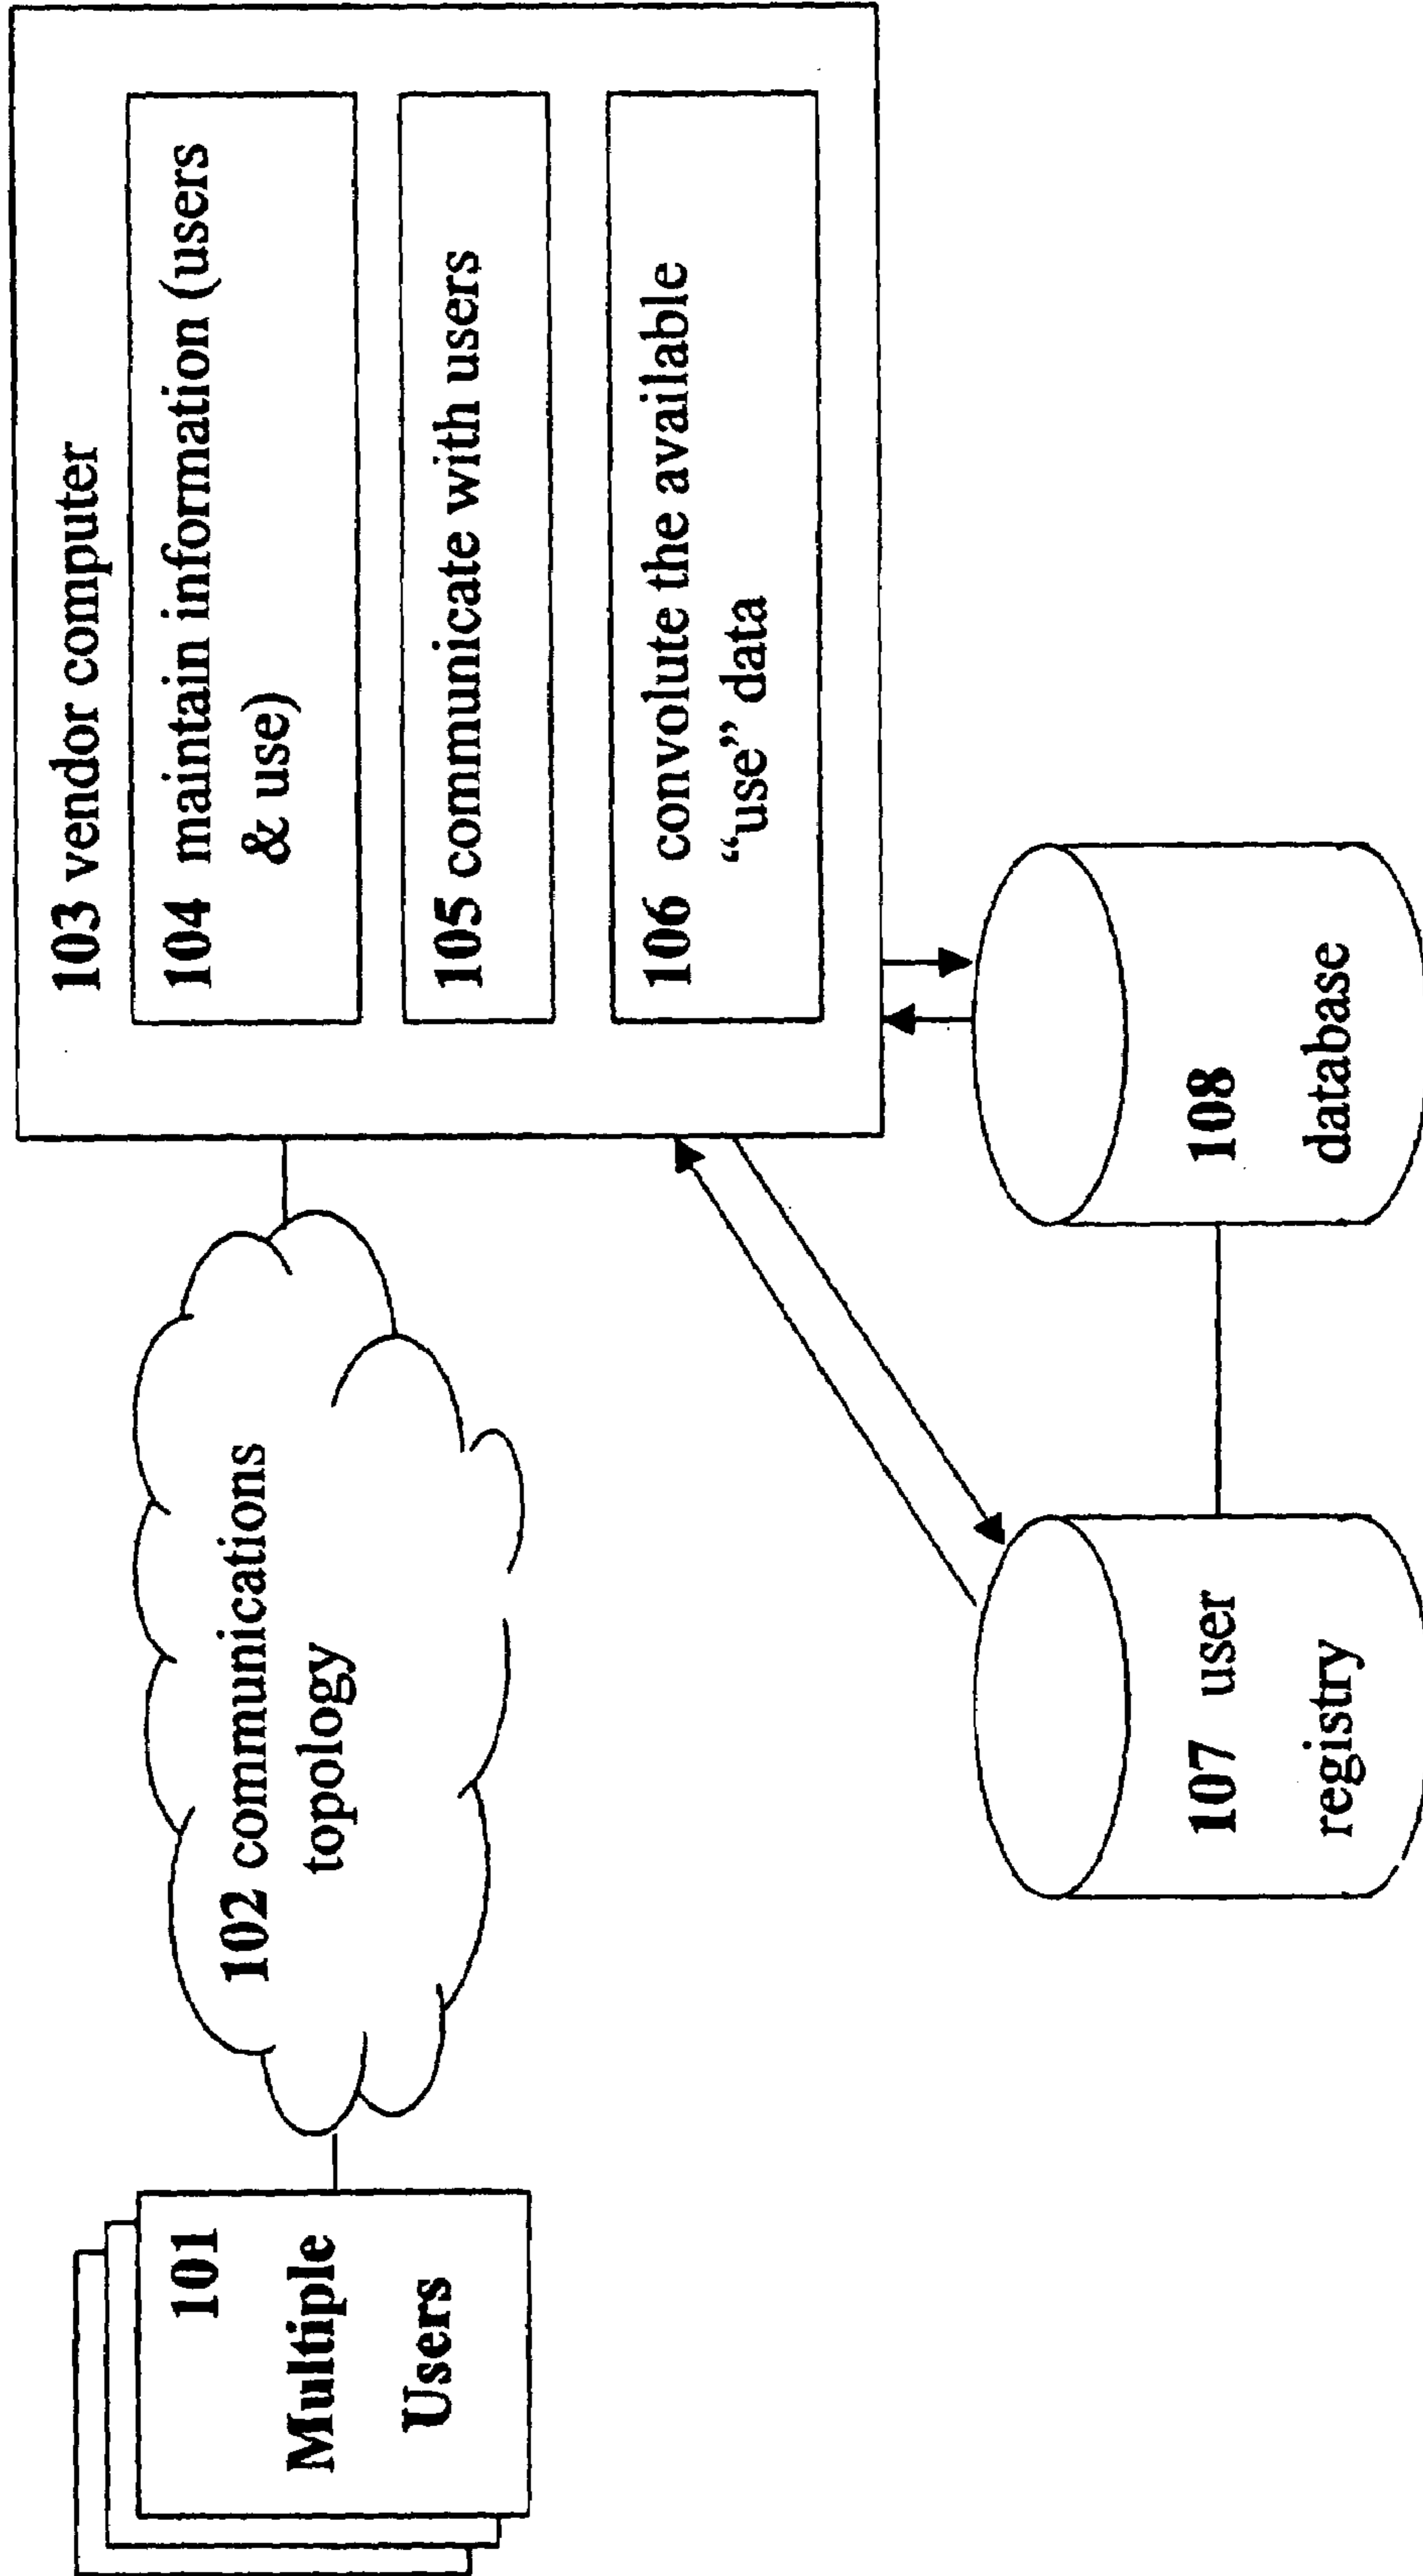 101
Multiple
Users
102 communications
topology
103 vendor computer
104 maintain information (users
& use)
105 communicate with users
106 convolute the available
“use” data
107 user
registry
108
database